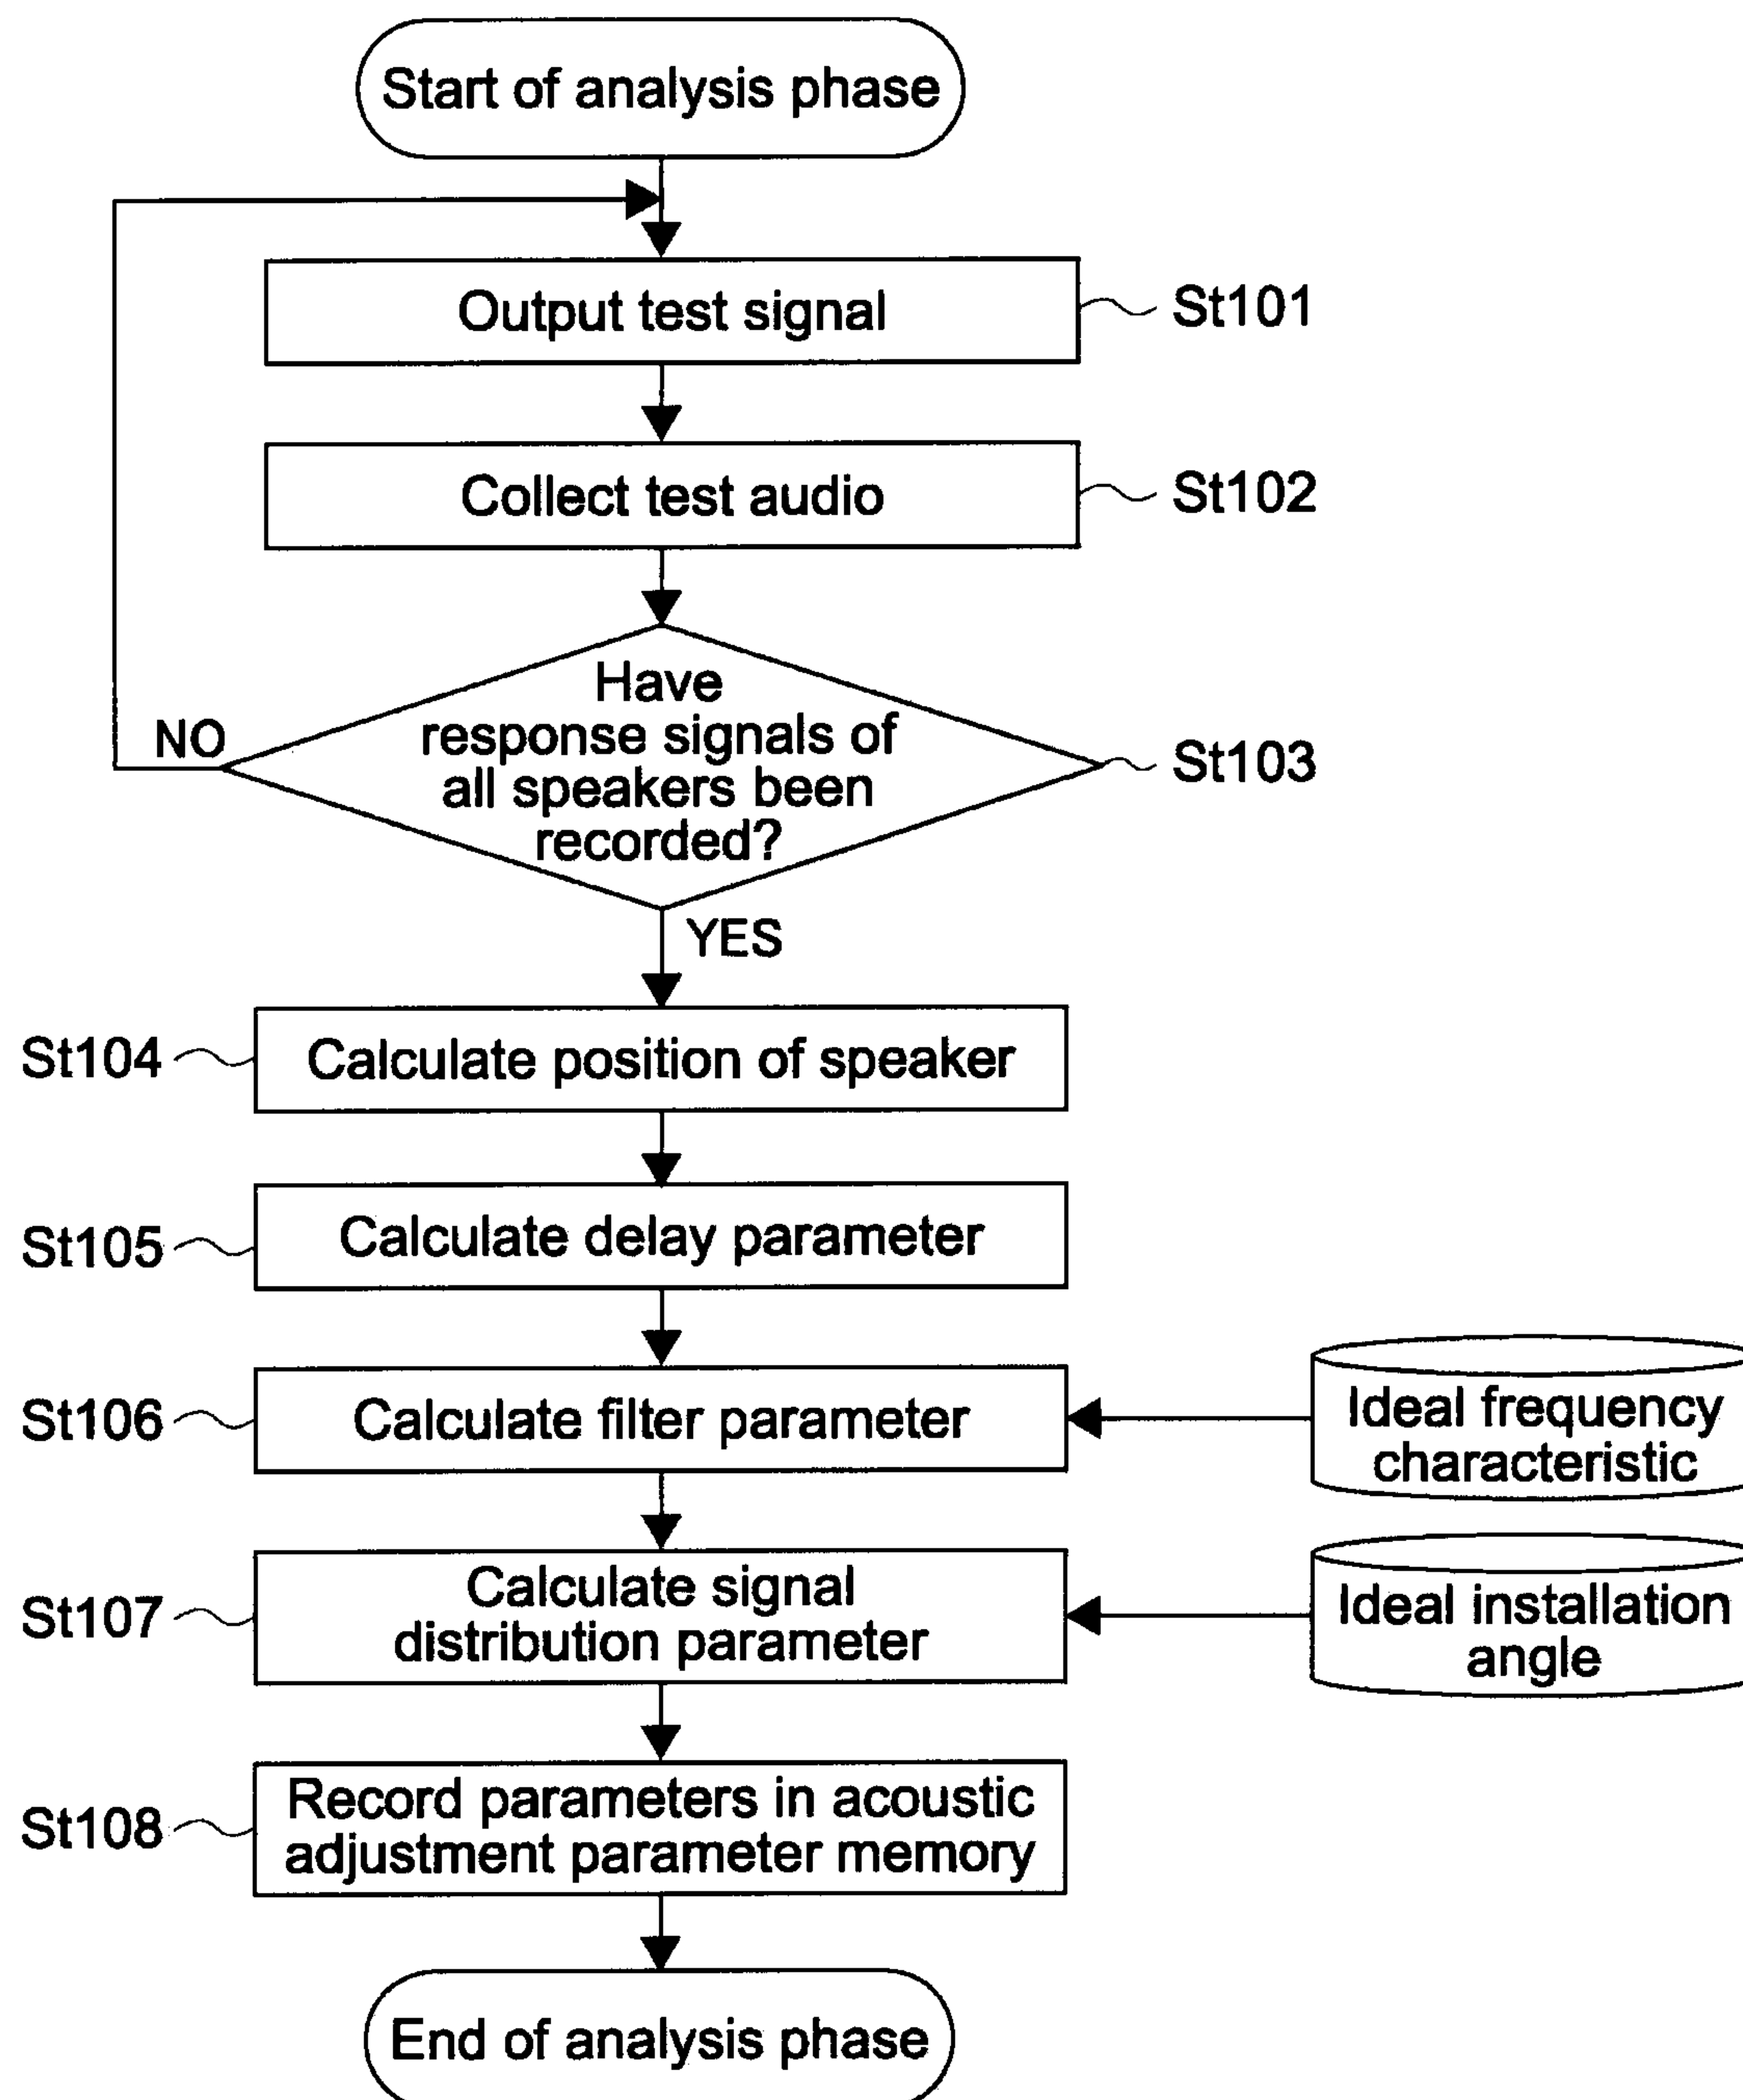 Start of analysis phase
Output test signal
St101
Collect test audio
St102
Have
response signals of
all speakers been
recorded?
NO
St103
YES
St104
Calculate position of speaker
St105
Calculate delay parameter
St106
Calculate filter parameter
Ideal frequency
characteristic
St107
Calculate signal
distribution parameter
Ideal installation
angle
St108
Record parameters in acoustic
adjustment parameter memory
End of analysis phase